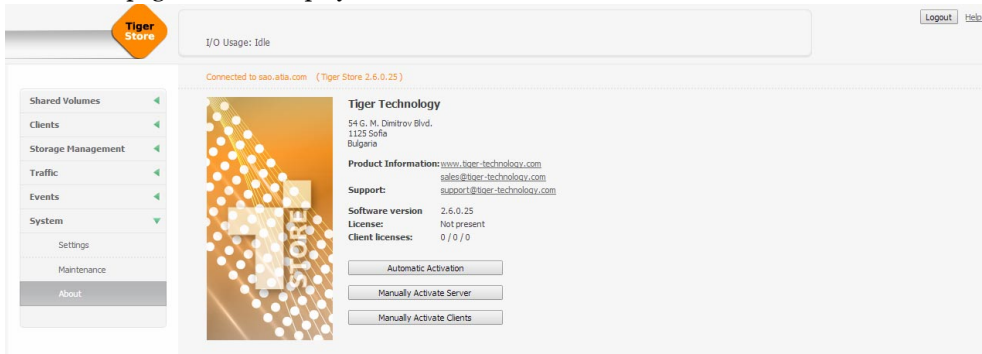 Tiger
Store
I/O Usage: Idle
Logout Help
Connected to sao.atia.com (Tiger Store 2.6.0.25)
Shared Volumes
Clients
Storage Management
Traffic
Events
System
Settings
Maintenance
About
STORE
Tiger Technology
54 G. M. Dimitrov Blvd.
1125 Sofia
Bulgaria
Product Information: www.tiger-technology.com
sales@tiger-technology.com
Support: support@tiger-technology.com
Software version 2.6.0.25
License: Not present
Client licenses: 0 / 0 / 0
Automatic Activation
Manually Activate Server
Manually Activate Clients